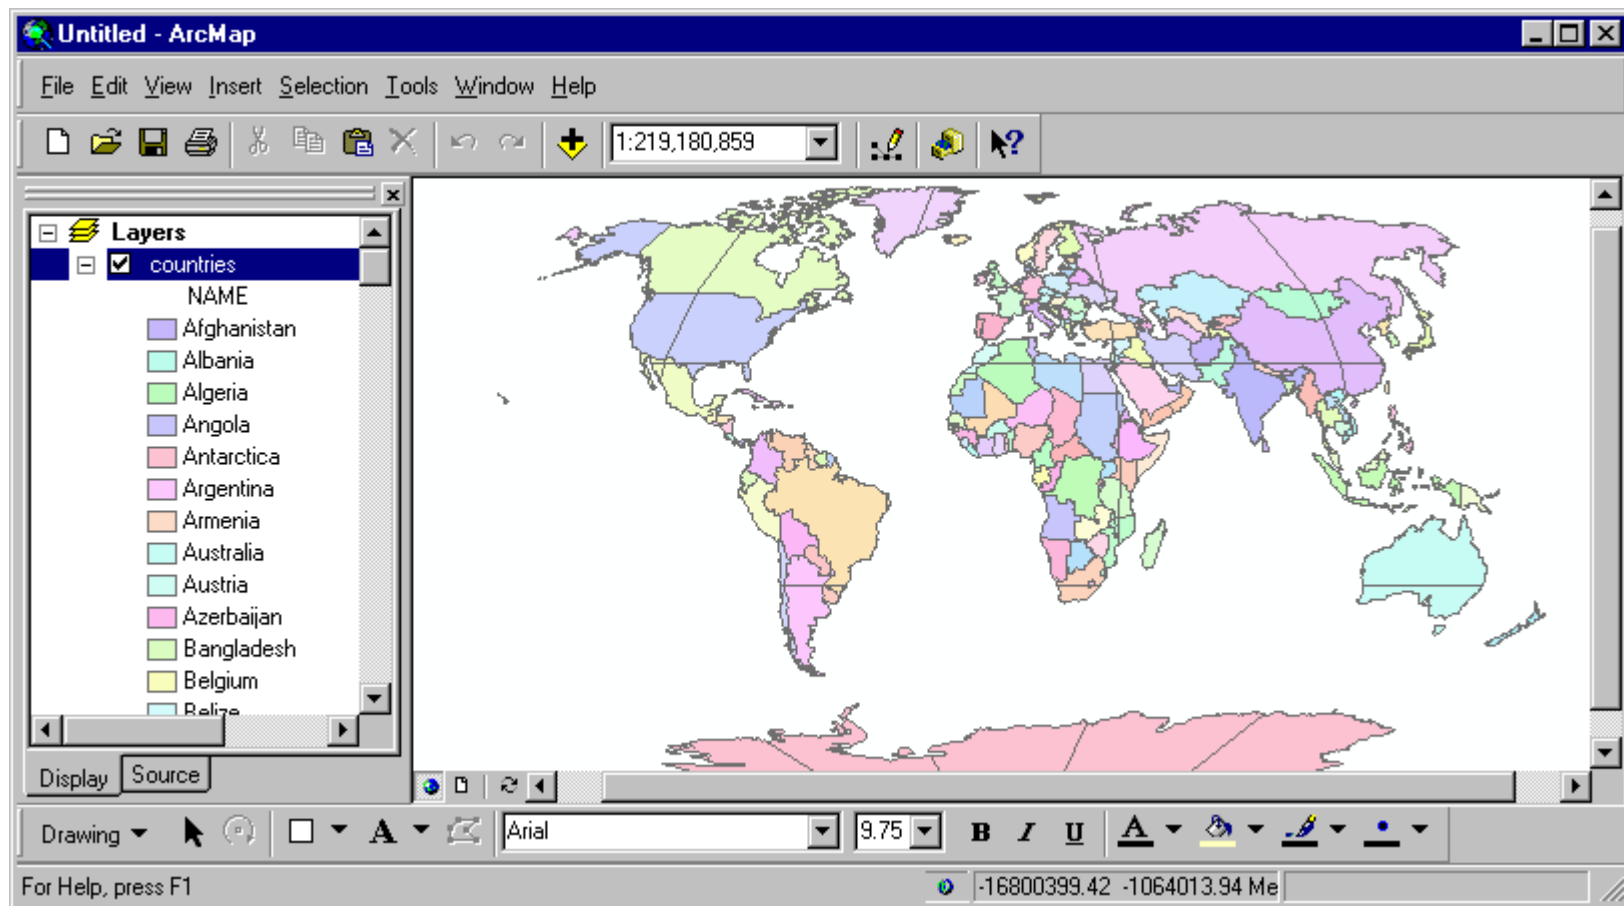 Untitled - ArcMap
File Edit View Insert Selection Tools Window Help
1:219,180,859
Layers
countries
NAME
Afghanistan
Albania
Algeria
Angola
Antarctica
Argentina
Armenia
Australia
Austria
Azerbaijan
Bangladesh
Belgium
Belize
Display Source
Drawing A Arial 9.75 B I U A
For Help, press F1 -16800399.42 -1064013.94 Me